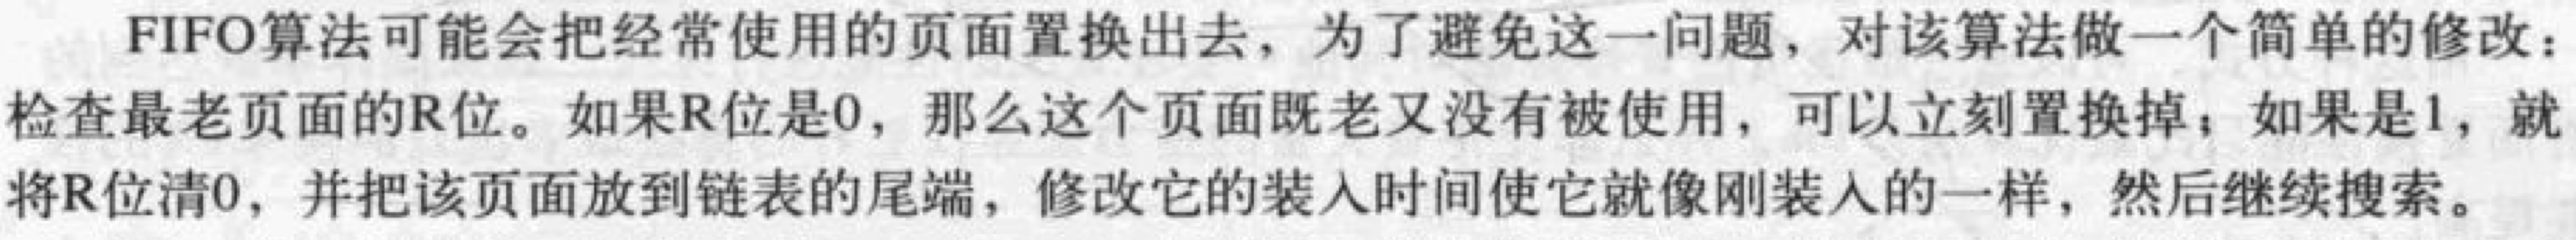 FIFO算法可能会把经常使用的页面置换出去，为了避免这一问题，对该算法做一个简单的修改：
检查最老页面的R位。如果R位是0，那么这个页面既老又没有被使用，可以立刻置换掉；如果是1，就
将R位清0，并把该页面放到链表的尾端，修改它的装入时间使它就像刚装入的一样，然后继续搜索。